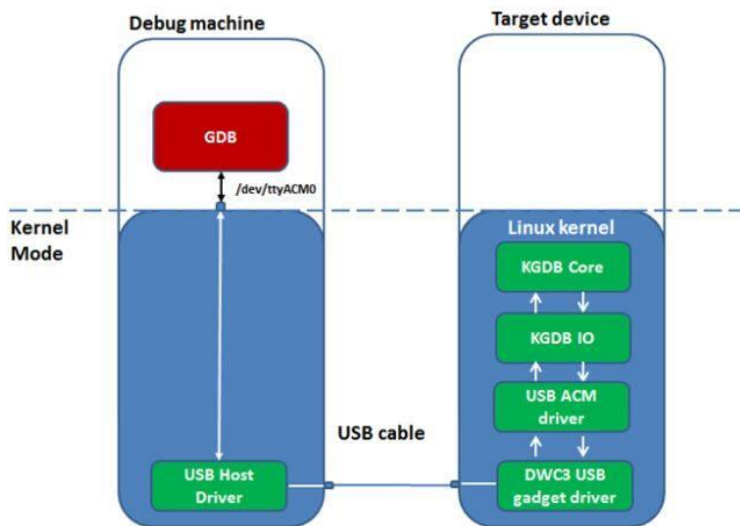 Debug machine
Target device
GDB
/dev/ttyACM0
Kernel
Mode
Linux kernel
KGDB Core
KGDB IO
USB ACM
driver
USB cable
USB Host
Driver
DWC3 USB
gadget driver